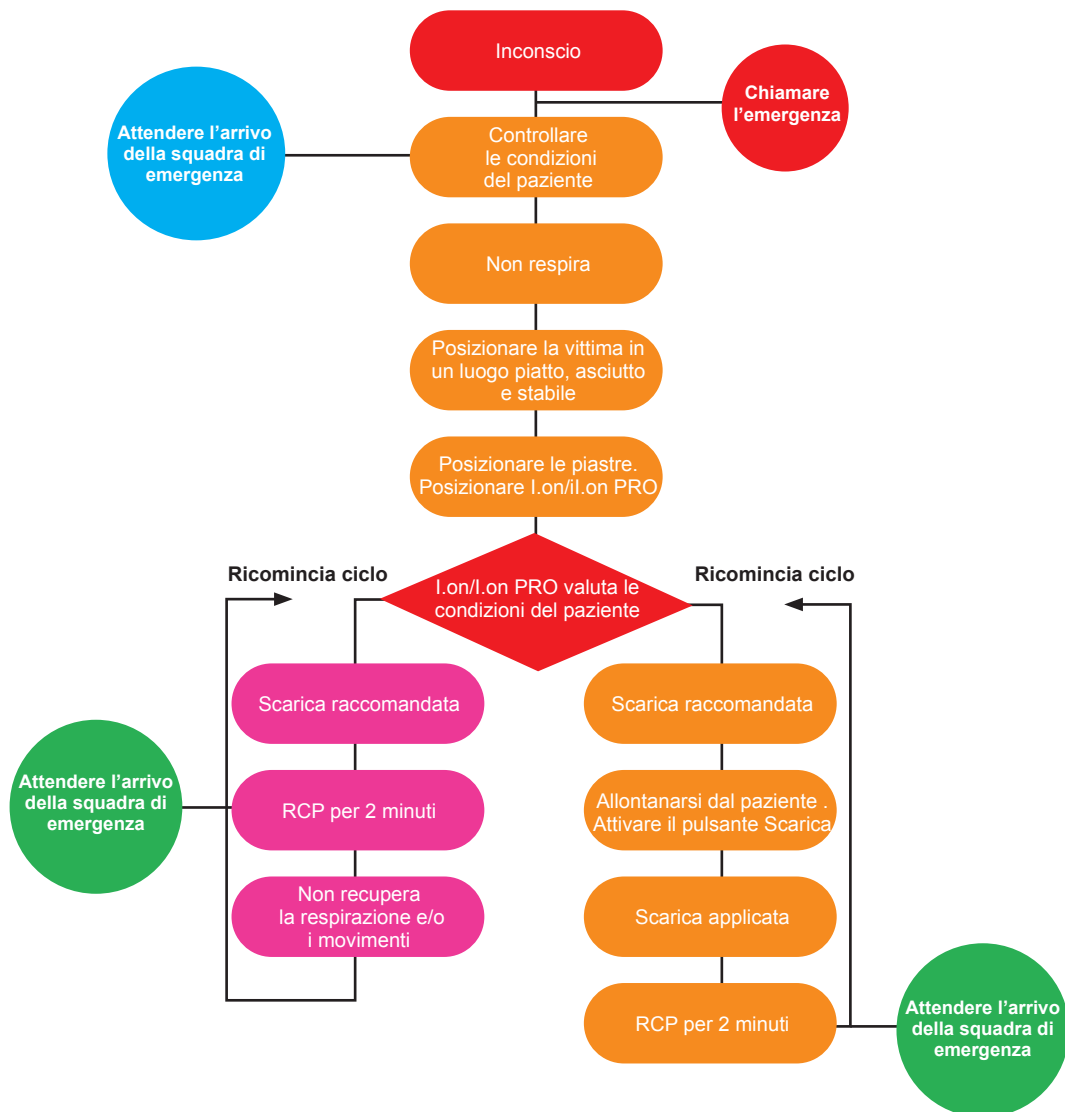 Inconscio
Chiamare
l'emergenza
Attendere l'arrivo
della squadra di
emergenza
Controllare
le condizioni
del paziente
Non respira
Posizionare la vittima in
un luogo piatto, asciutto
e stabile
Posizionare le piastre.
Posizionare I.on/iI.on PRO
Ricomincia ciclo
I.on/I.on PRO valuta le
condizioni del paziente
Ricomincia ciclo
Scarica raccomandata
RCP per 2 minuti
Non recupera
la respirazione e/o
i movimenti
Attendere l'arrivo
della squadra di
emergenza
Scarica raccomandata
Allontanarsi dal paziente .
Attivare il pulsante Scarica
Scarica applicata
RCP per 2 minuti
Attendere l'arrivo
della squadra di
emergenza